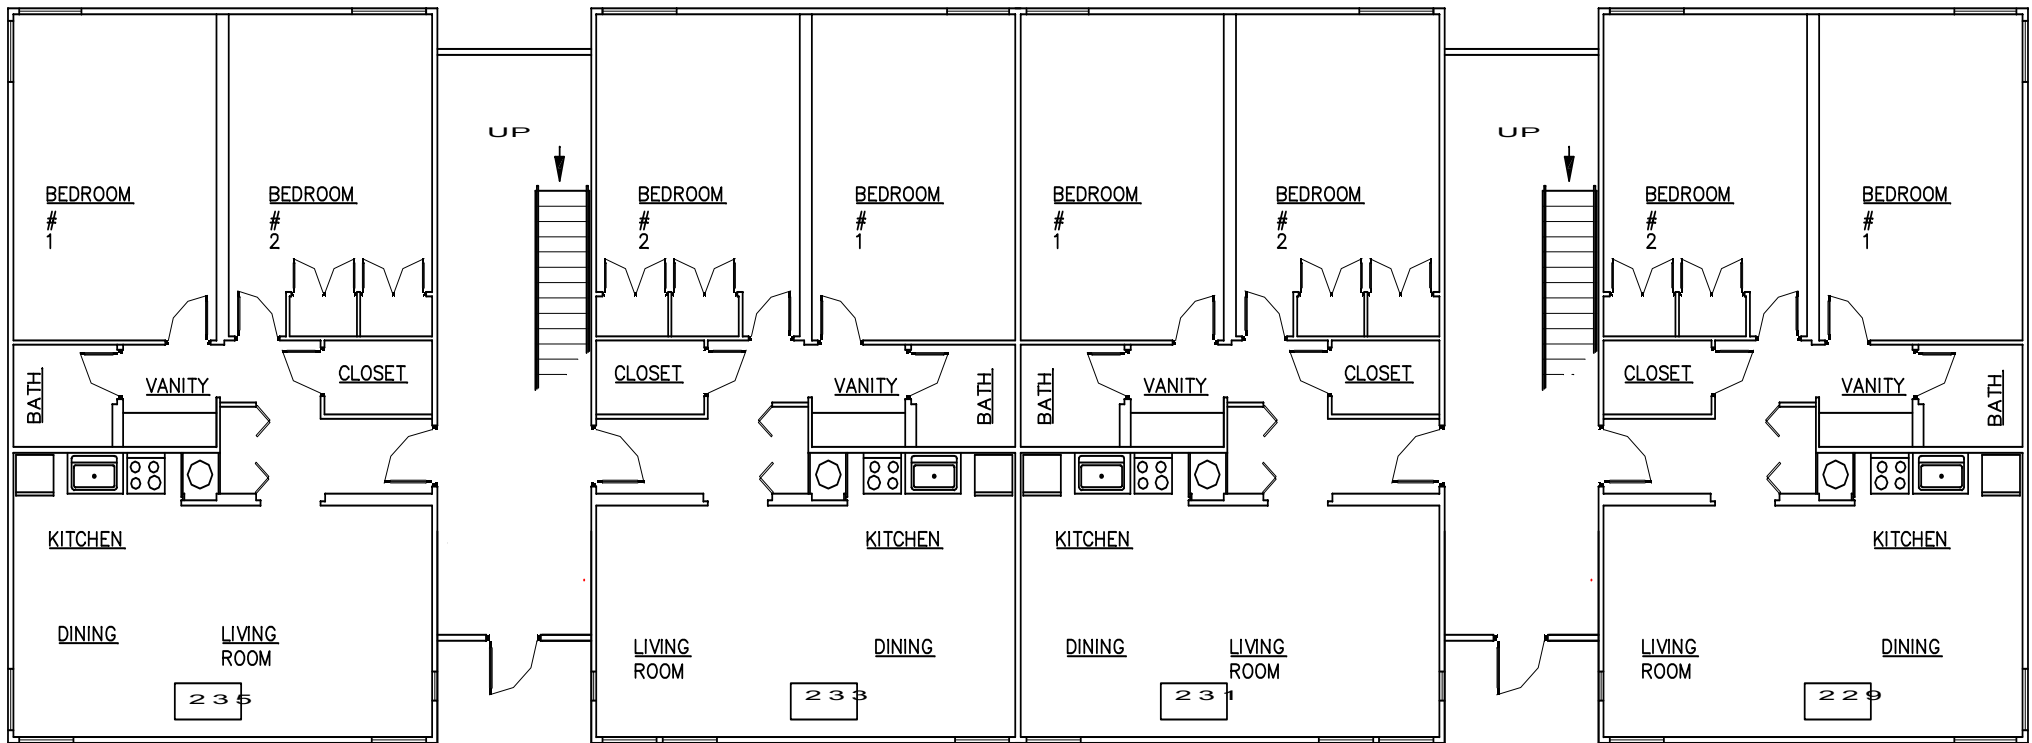 UP
UP
BEDROOM
#
1
BEDROOM
#
2
BEDROOM
#
2
BEDROOM
#
1
BEDROOM
#
1
BEDROOM
#
2
BEDROOM
#
2
BEDROOM
#
1
BATH
VANITY
CLOSET
CLOSET
VANITY
BATH
BATH
VANITY
CLOSET
CLOSET
VANITY
BATH
KITCHEN
KITCHEN
KITCHEN
KITCHEN
DINING
LIVING
ROOM
LIVING
ROOM
DINING
DINING
LIVING
ROOM
LIVING
ROOM
DINING
235
233
231
229